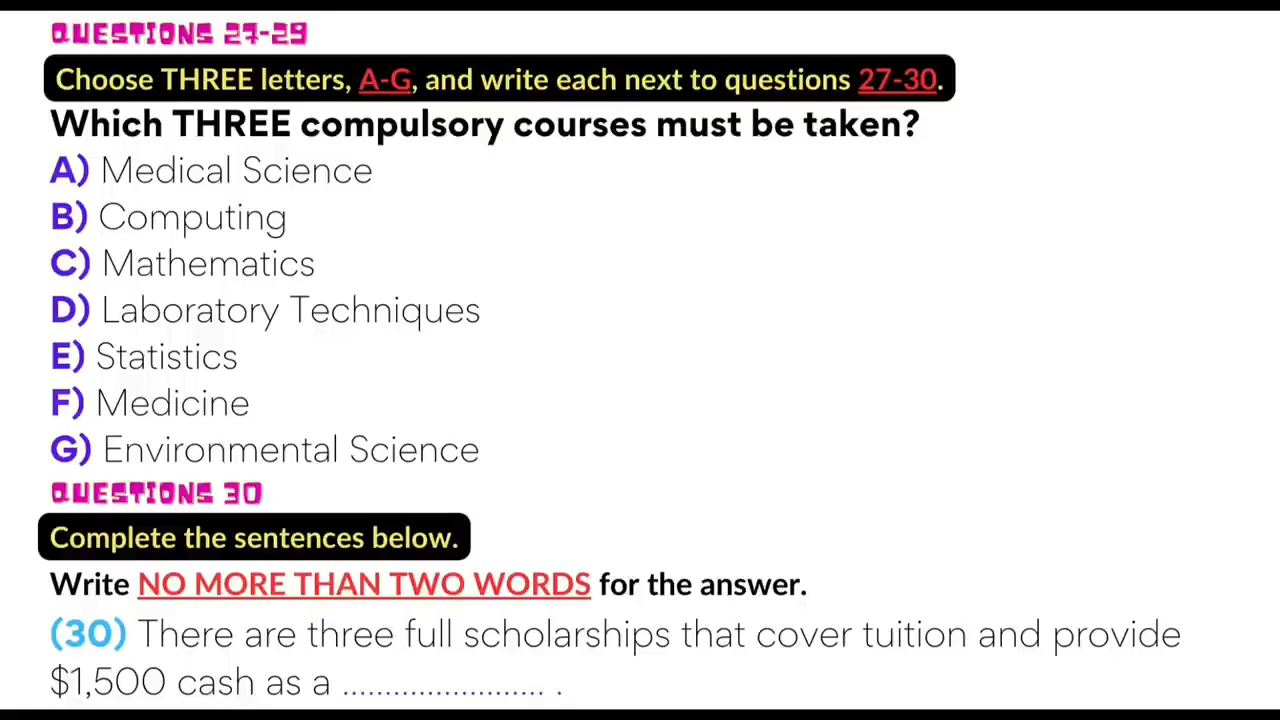 QUESTIONS 27-29
Choose THREE letters, A-G, and write each next to questions 27-30.
Which THREE compulsory courses must be taken?
A) Medical Science
B) Computing
C) Mathematics
D) Laboratory Techniques
E) Statistics
F) Medicine
G) Environmental Science
QUESTIONS 30
Complete the sentences below.
Write NO MORE THAN TWO WORDS for the answer.
(30) There are three full scholarships that cover tuition and provide
$1,500 cash as a ........................ .